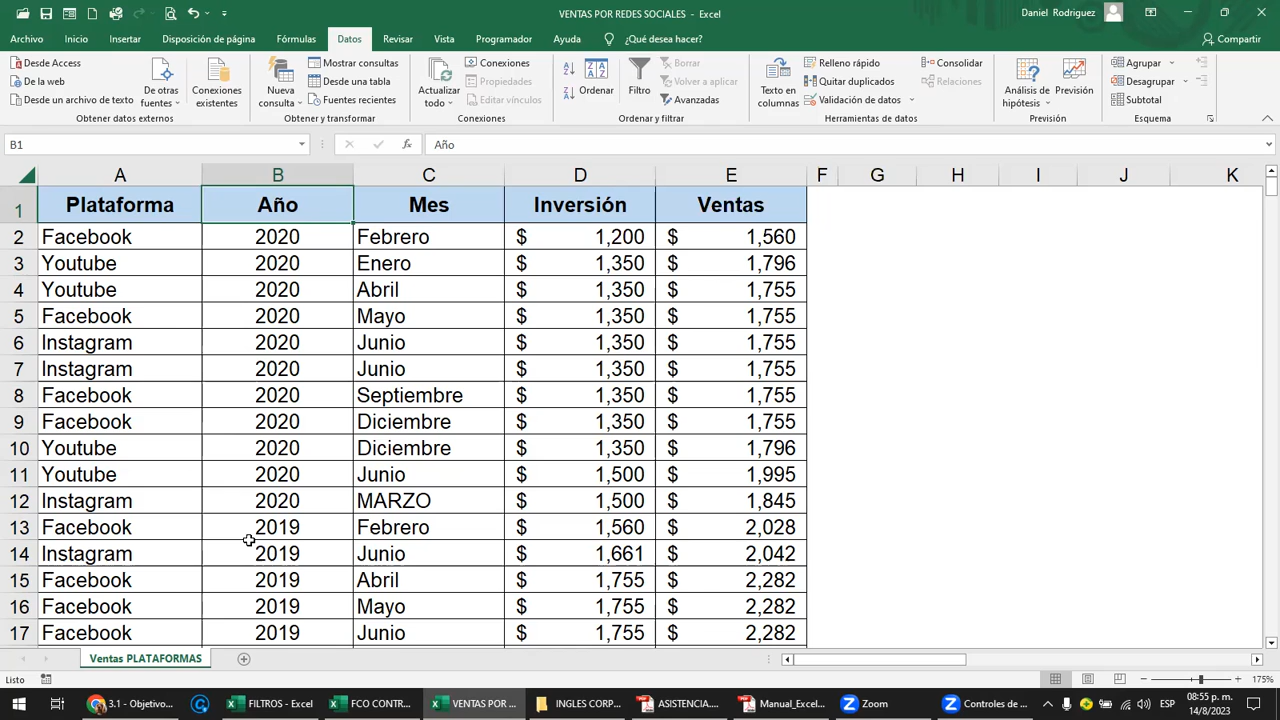 VENTAS POR REDES SOCIALES - Excel
Daniel Rodriguez
Archivo Inicio Insertar Disposición de página Fórmulas Datos Revisar Vista Programador Ayuda ¿Qué desea hacer? Compartir
Desde Access
De la web
Desde un archivo de texto
De otras fuentes
Conexiones existentes
Obtener datos externos
Nueva consulta
Mostrar consultas
Desde una tabla
Fuentes recientes
Obtener y transformar
Actualizar todo
Conexiones
Propiedades
Editar vínculos
Conexiones
Ordenar
Filtro
Borrar
Volver a aplicar
Avanzadas
Ordenar y filtrar
Texto en columnas
Relleno rápido
Quitar duplicados
Validación de datos
Consolidar
Relaciones
Herramientas de datos
Análisis de hipótesis
Previsión
Previsión
Agrupar
Desagrupar
Subtotal
Esquema
B1 fx Año
A B C D E F G H I J K
1 Plataforma Año Mes Inversión Ventas
2 Facebook 2020 Febrero $ 1,200 $ 1,560
3 Youtube 2020 Enero $ 1,350 $ 1,796
4 Youtube 2020 Abril $ 1,350 $ 1,755
5 Facebook 2020 Mayo $ 1,350 $ 1,755
6 Instagram 2020 Junio $ 1,350 $ 1,755
7 Instagram 2020 Junio $ 1,350 $ 1,755
8 Facebook 2020 Septiembre $ 1,350 $ 1,755
9 Facebook 2020 Diciembre $ 1,350 $ 1,755
10 Youtube 2020 Diciembre $ 1,350 $ 1,796
11 Youtube 2020 Junio $ 1,500 $ 1,995
12 Instagram 2020 MARZO $ 1,500 $ 1,845
13 Facebook 2019 Febrero $ 1,560 $ 2,028
14 Instagram 2019 Junio $ 1,661 $ 2,042
15 Facebook 2019 Abril $ 1,755 $ 2,282
16 Facebook 2019 Mayo $ 1,755 $ 2,282
17 Facebook 2019 Junio $ 1,755 $ 2,282
Ventas PLATAFORMAS
Listo 175%
3.1 - Objetivo... FILTROS - Excel FCO CONTR... VENTAS POR ... INGLES CORP... ASISTENCIA.... Manual_Exce... Zoom Controles de ... ESP
08:55 p. m.
14/8/2023